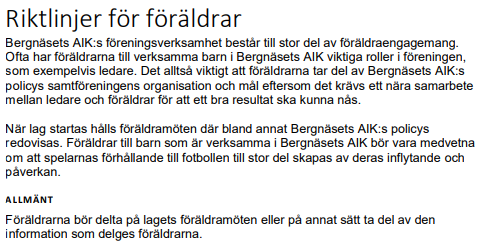 Riktlinjer för föräldrar
Bergnäsets AIK:s föreningsverksamhet består till stor del av föräldraengagemang.
Ofta har föräldrarna till verksamma barn i Bergnäsets AIK viktiga roller i föreningen,
som exempelvis ledare. Det alltså viktigt att föräldrarna tar del av Bergnäsets AIK:s
policys samtföreningens organisation och mål eftersom det krävs ett nära samarbete
mellan ledare och föräldrar för att ett bra resultat ska kunna nås.
När lag startas hålls föräldramöten där bland annat Bergnäsets AIK:s policys
redovisas. Föräldrar till barn som är verksamma i Bergnäsets AIK bör vara medvetna
om att spelarnas förhållande till fotbollen till stor del skapas av deras inflytande och
påverkan.
ALLMÄNT
Föräldrarna bör delta på lagets föräldramöten eller på annat sätt ta del av den
information som delges föräldrarna.